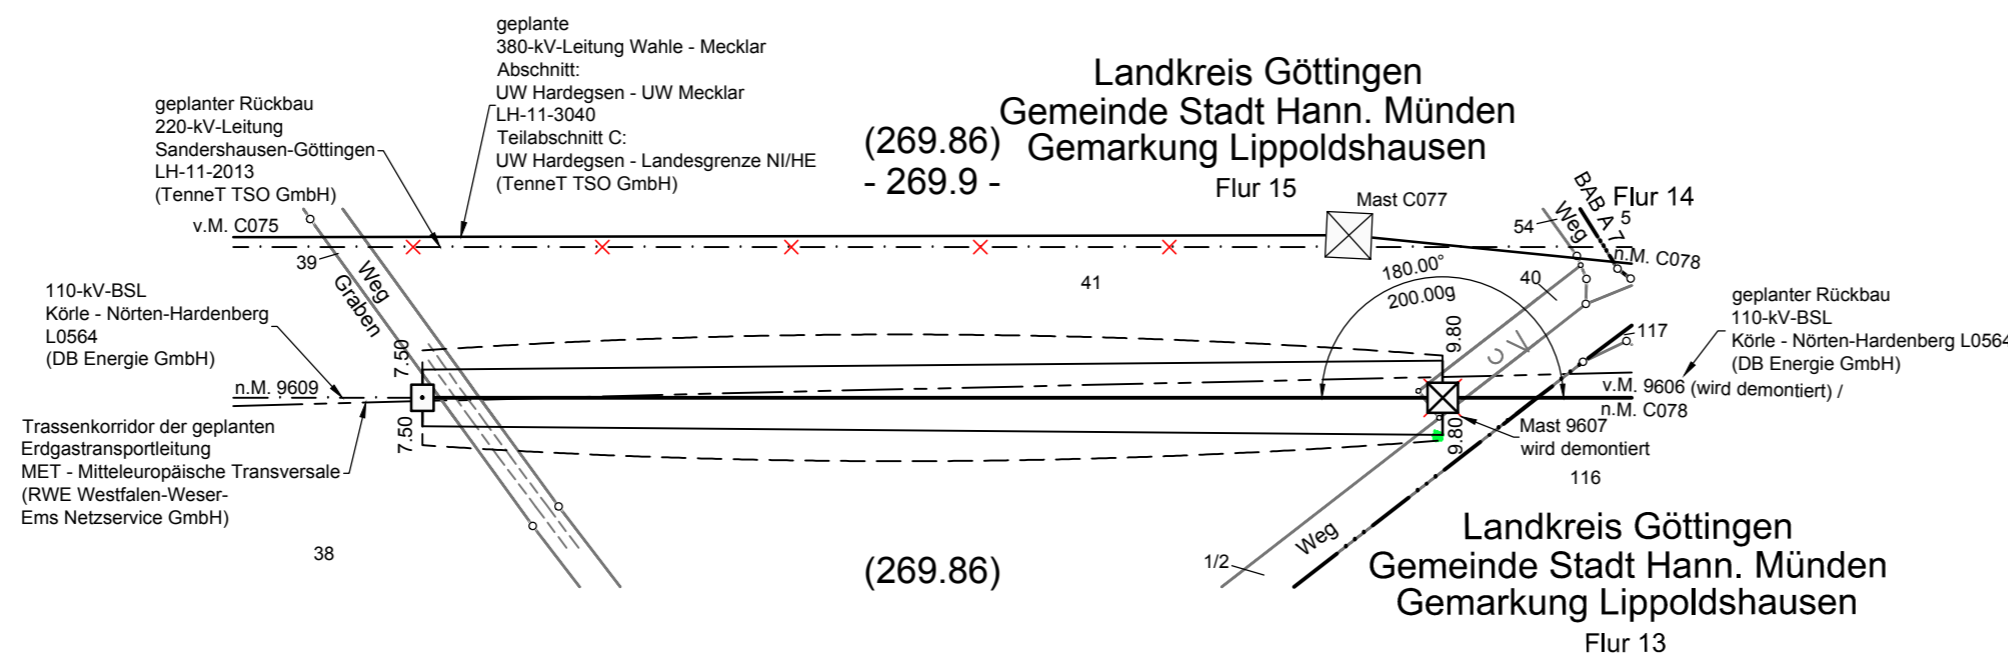 geplante
380-kV-Leitung Wahle - Mecklar
Abschnitt:
UW Hardegsen - UW Mecklar
LH-11-3040
Teilabschnitt C:
UW Hardegsen - Landesgrenze NI/HE
(TenneT TSO GmbH)
geplanter Rückbau
220-kV-Leitung
Sandershausen-Göttingen
LH-11-2013
(TenneT TSO GmbH)
v.M. C075
(269.86)
- 269.9 -
Landkreis Göttingen
Gemeinde Stadt Hann. Münden
Gemarkung Lippoldshausen
Flur 15
Mast C077
54
Weg
BAB A 7
5
Flur 14
n.M. C078
39
Weg
Graben
41
180.00°
200.00g
40
110-kV-BSL
Körle - Nörten-Hardenberg
L0564
(DB Energie GmbH)
n.M. 9609
7.50
7.50
9.80
9.80
117
geplanter Rückbau
110-kV-BSL
Körle - Nörten-Hardenberg L0564
(DB Energie GmbH)
v.M. 9606 (wird demontiert) /
n.M. C078
Mast 9607
wird demontiert
116
Trassenkorridor der geplanten
Erdgastransportleitung
MET - Mitteleuropäische Transversale
(RWE Westfalen-Weser-
Ems Netzservice GmbH)
38
(269.86)
1/2
Weg
Landkreis Göttingen
Gemeinde Stadt Hann. Münden
Gemarkung Lippoldshausen
Flur 13